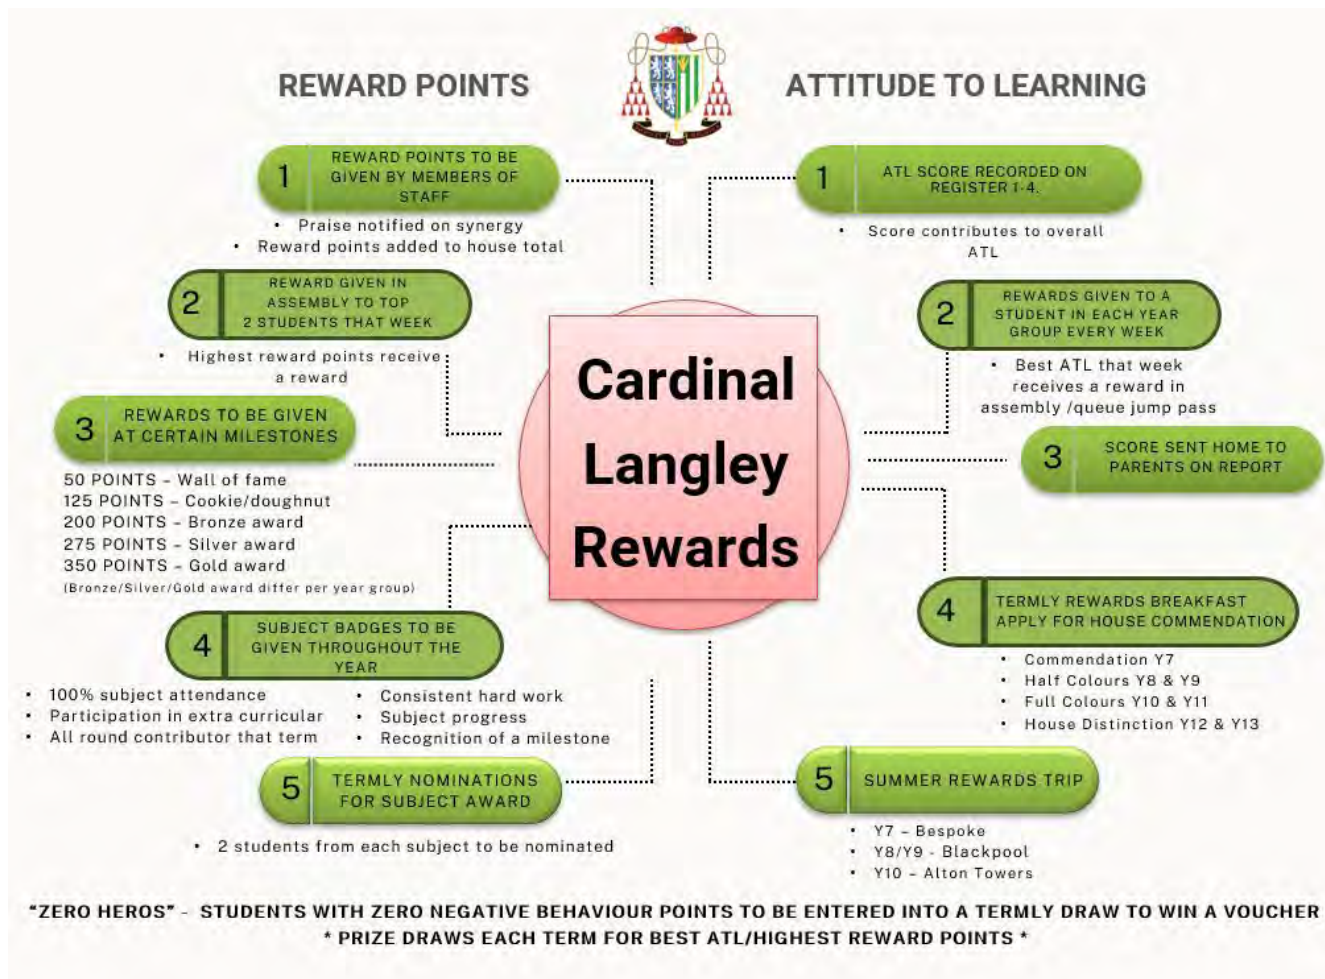 REWARD POINTS
1
REWARD POINTS TO BE
GIVEN BY MEMBERS OF
STAFF
• Praise notified on synergy
• Reward points added to house total
2
REWARD GIVEN IN
ASSEMBLY TO TOP
2 STUDENTS THAT WEEK
• Highest reward points receive
a reward
3
REWARDS TO BE GIVEN
AT CERTAIN MILESTONES
50 POINTS – Wall of fame
125 POINTS – Cookie/doughnut
200 POINTS – Bronze award
275 POINTS – Silver award
350 POINTS – Gold award
(Bronze/Silver/Gold award differ per year group)
4
SUBJECT BADGES TO BE
GIVEN THROUGHOUT THE
YEAR
• 100% subject attendance
• Participation in extra curricular
• All round contributor that term
• Consistent hard work
• Subject progress
• Recognition of a milestone
5
TERMLY NOMINATIONS
FOR SUBJECT AWARD
• 2 students from each subject to be nominated
Cardinal
Langley
Rewards
ATTITUDE TO LEARNING
1
ATL SCORE RECORDED ON
REGISTER 1-4.
• Score contributes to overall
ATL
2
REWARDS GIVEN TO A
STUDENT IN EACH YEAR
GROUP EVERY WEEK
• Best ATL that week
receives a reward in
assembly /queue jump pass
3
SCORE SENT HOME TO
PARENTS ON REPORT
4
TERMLY REWARDS BREAKFAST
APPLY FOR HOUSE COMMENDATION
• Commendation Y7
• Half Colours Y8 & Y9
• Full Colours Y10 & Y11
• House Distinction Y12 & Y13
5
SUMMER REWARDS TRIP
• Y7 – Bespoke
• Y8/Y9 - Blackpool
• Y10 – Alton Towers
“ZERO HEROS” - STUDENTS WITH ZERO NEGATIVE BEHAVIOUR POINTS TO BE ENTERED INTO A TERMLY DRAW TO WIN A VOUCHER
* PRIZE DRAWS EACH TERM FOR BEST ATL/HIGHEST REWARD POINTS *